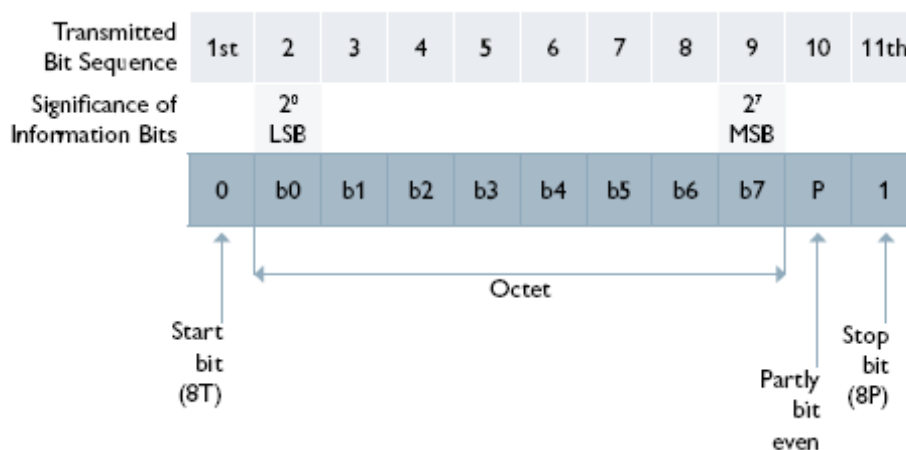 Transmitted
Bit Sequence
1st 2 3 4 5 6 7 8 9 10 11th
Significance of
Information Bits
2⁰
LSB
2⁷
MSB
0 b0 b1 b2 b3 b4 b5 b6 b7 P 1
Octet
Start
bit
(8T)
Partly
bit
even
Stop
bit
(8P)